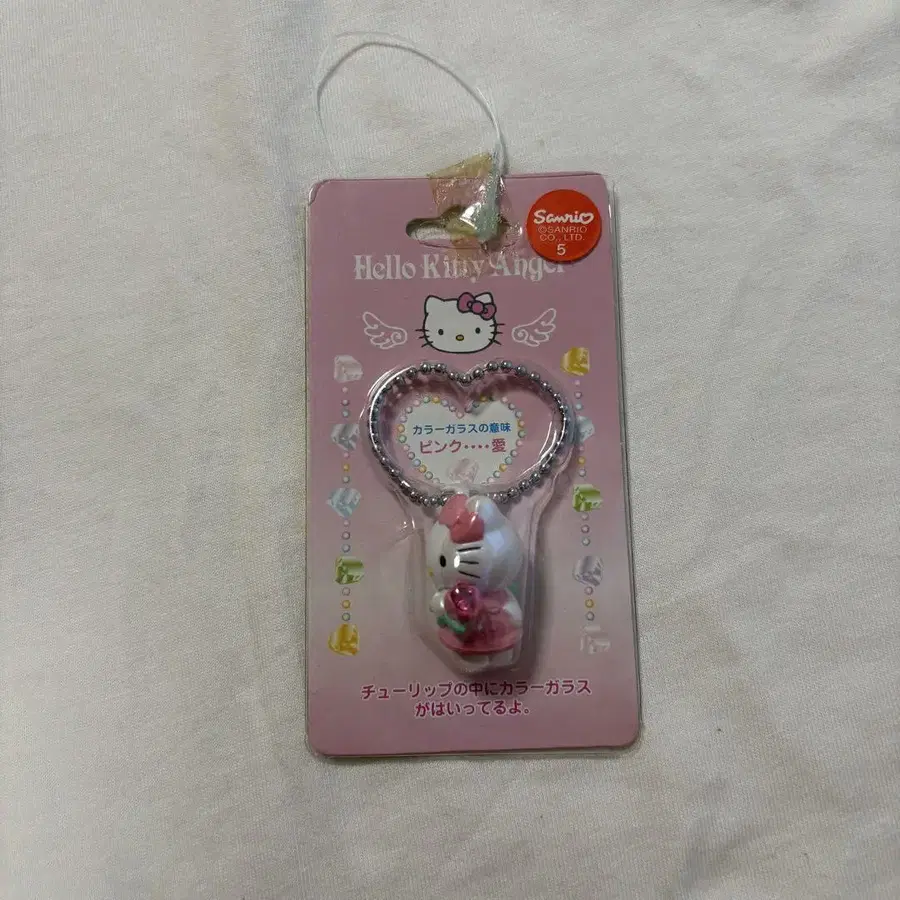 Sanrio
©SANRIO
CO., LTD.
5
Hello Kitty Angel
カラーガラスの意味
ピンク‥‥愛
チューリップの中にカラーガラス
がはいってるよ。